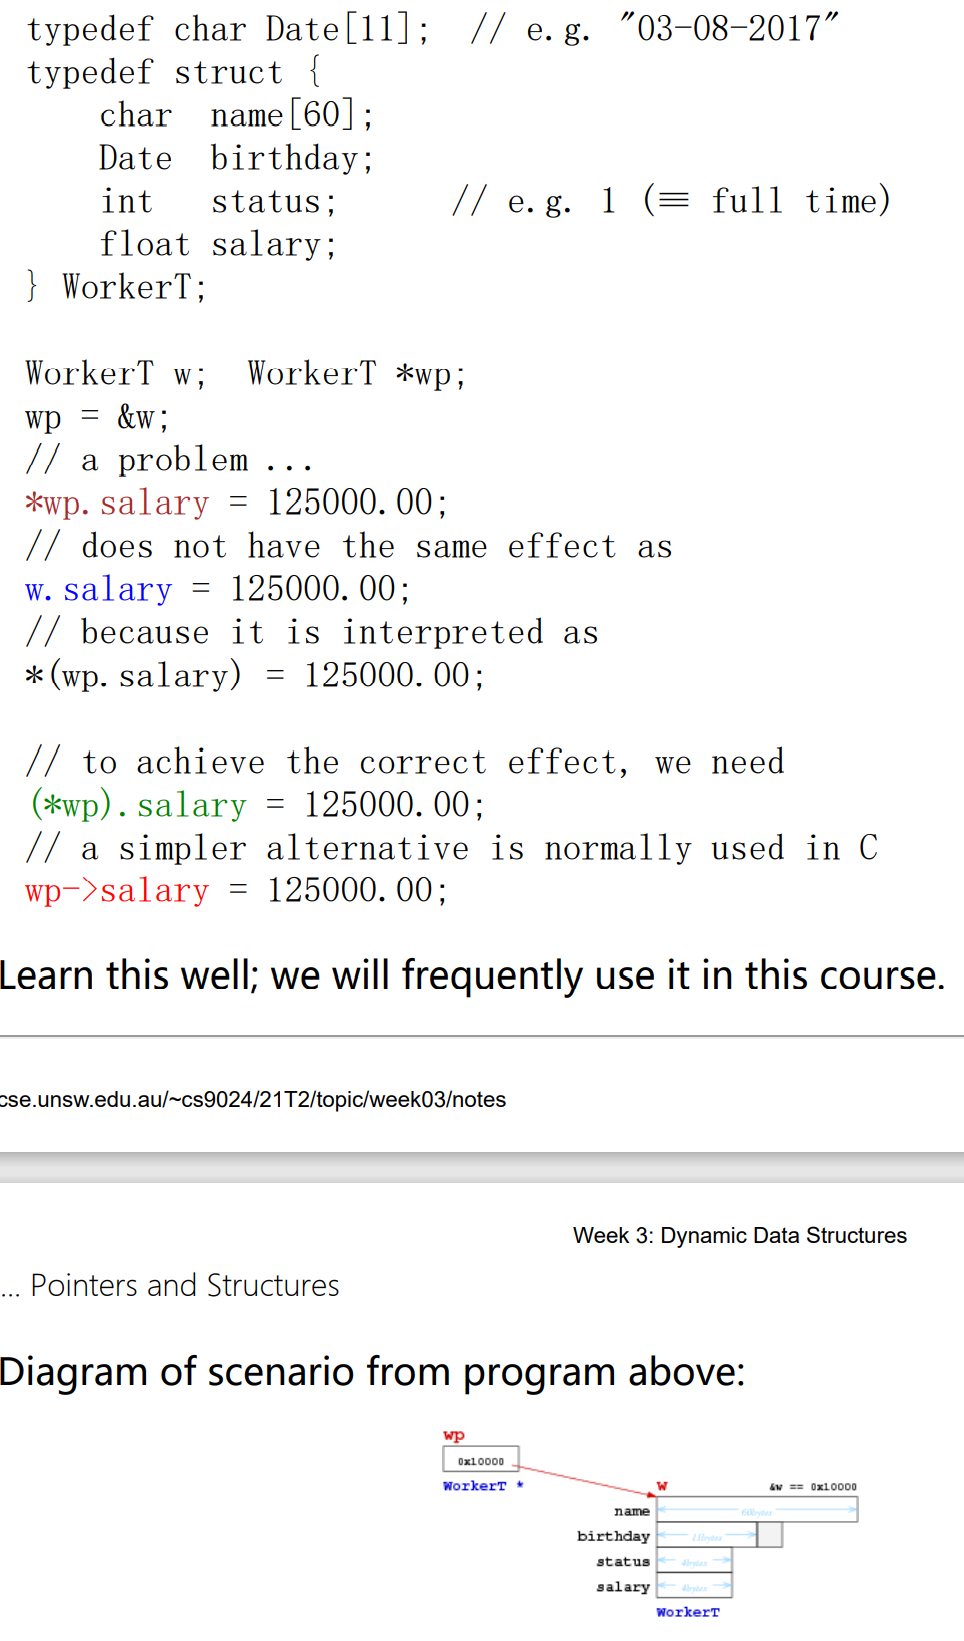 typedef char Date[11];  // e.g. "03-08-2017"
typedef struct {
    char  name[60];
    Date  birthday;
    int   status;      // e.g. 1 (≡ full time)
    float salary;
} WorkerT;
WorkerT w;  WorkerT *wp;
wp = &w;
// a problem ...
*wp.salary = 125000.00;
// does not have the same effect as
w.salary = 125000.00;
// because it is interpreted as
*(wp.salary) = 125000.00;
// to achieve the correct effect, we need
(*wp).salary = 125000.00;
// a simpler alternative is normally used in C
wp->salary = 125000.00;
Learn this well; we will frequently use it in this course.
cse.unsw.edu.au/~cs9024/21T2/topic/week03/notes
Week 3: Dynamic Data Structures
... Pointers and Structures
Diagram of scenario from program above:
wp
0x10000
WorkerT *
w
&w == 0x10000
name
60bytes
birthday
11bytes
status
4bytes
salary
4bytes
WorkerT